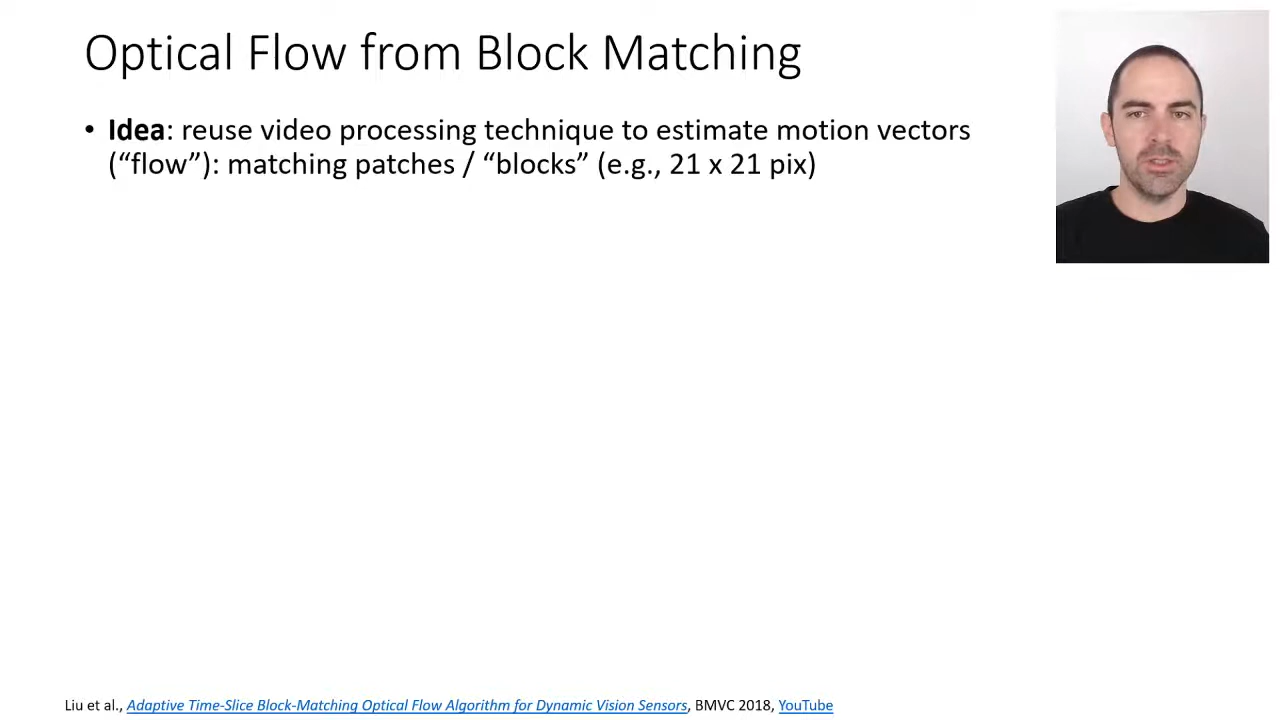 Optical Flow from Block Matching
• Idea: reuse video processing technique to estimate motion vectors
(“flow”): matching patches / “blocks” (e.g., 21 x 21 pix)
Liu et al., Adaptive Time-Slice Block-Matching Optical Flow Algorithm for Dynamic Vision Sensors, BMVC 2018, YouTube